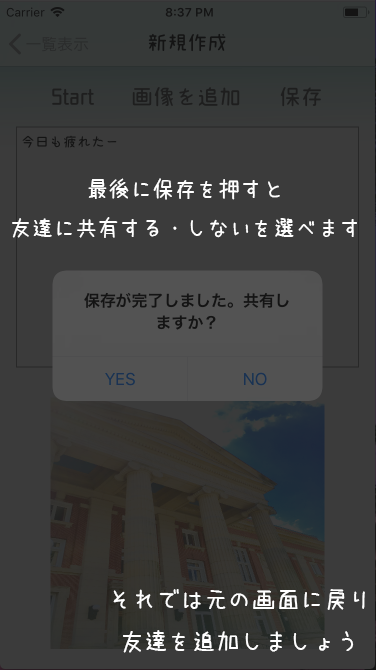 Carrier 8:37 PM
一覧表示 新規作成
Start 画像を追加 保存
今日も疲れたー
最後に保存を押すと
友達に共有する・しないを選べます
保存が完了しました。共有し
ますか？
YES NO
それでは元の画面に戻り
友達を追加しましょう